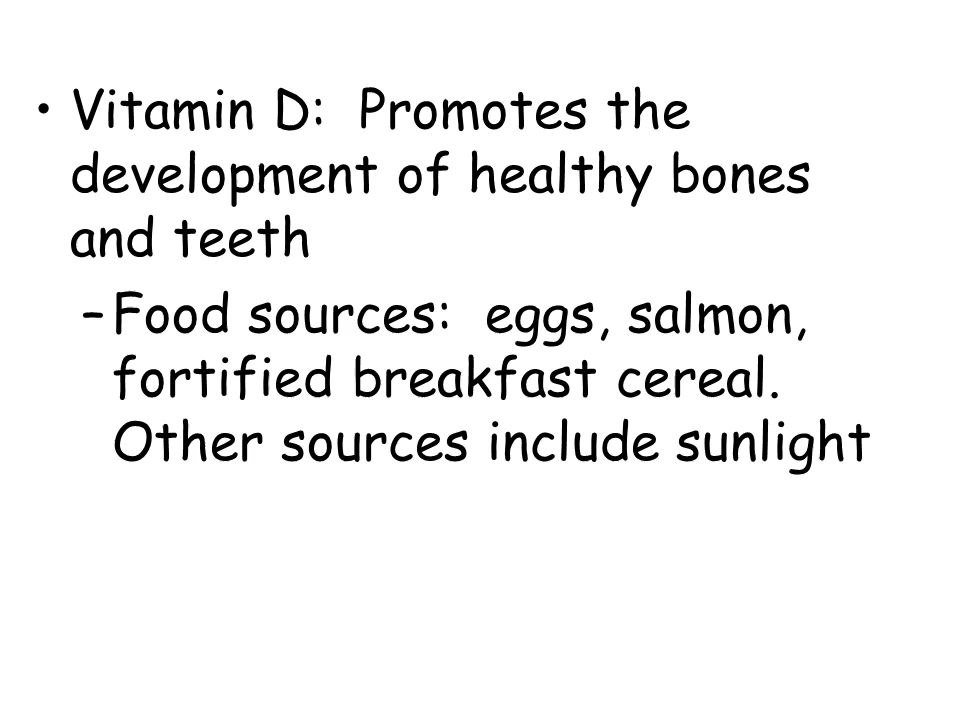 • Vitamin D:  Promotes the
development of healthy bones
and teeth
– Food sources:  eggs, salmon,
fortified breakfast cereal.
Other sources include sunlight